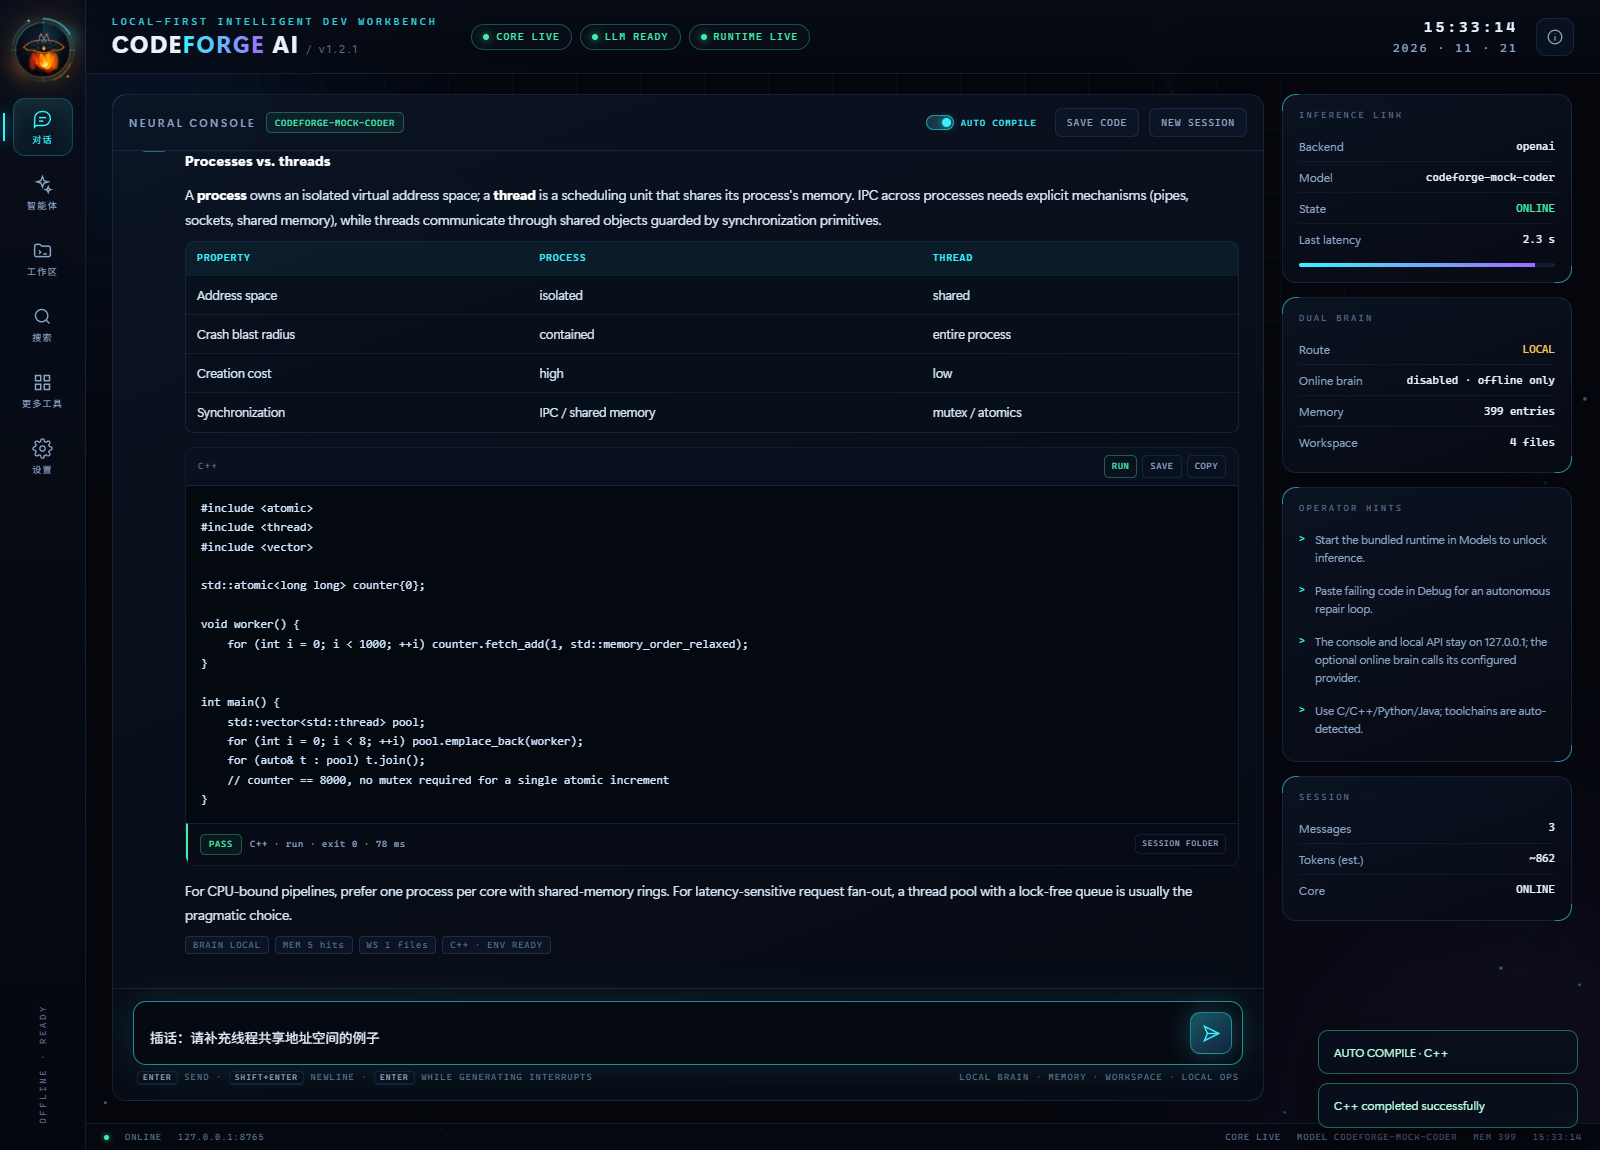 LOCAL-FIRST INTELLIGENT DEV WORKBENCH
CODEFORGE AI / v1.2.1
CORE LIVE
LLM READY
RUNTIME LIVE
15:33:14
2026 · 11 · 21
对话
智能体
工作区
搜索
更多工具
设置
OFFLINE · READY
NEURAL CONSOLE
CODEFORGE-MOCK-CODER
AUTO COMPILE
SAVE CODE
NEW SESSION
Processes vs. threads
A process owns an isolated virtual address space; a thread is a scheduling unit that shares its process's memory. IPC across processes needs explicit mechanisms (pipes,
sockets, shared memory), while threads communicate through shared objects guarded by synchronization primitives.
PROPERTY PROCESS THREAD
Address space isolated shared
Crash blast radius contained entire process
Creation cost high low
Synchronization IPC / shared memory mutex / atomics
C++
RUN
SAVE
COPY
#include <atomic>
#include <thread>
#include <vector>
std::atomic<long long> counter{0};
void worker() {
    for (int i = 0; i < 1000; ++i) counter.fetch_add(1, std::memory_order_relaxed);
}
int main() {
    std::vector<std::thread> pool;
    for (int i = 0; i < 8; ++i) pool.emplace_back(worker);
    for (auto& t : pool) t.join();
    // counter == 8000, no mutex required for a single atomic increment
}
PASS C++ · run · exit 0 · 78 ms
SESSION FOLDER
For CPU-bound pipelines, prefer one process per core with shared-memory rings. For latency-sensitive request fan-out, a thread pool with a lock-free queue is usually the
pragmatic choice.
BRAIN LOCAL
MEM 5 hits
WS 1 files
C++ · ENV READY
插话：请补充线程共享地址空间的例子
ENTER SEND · SHIFT+ENTER NEWLINE · ENTER WHILE GENERATING INTERRUPTS
LOCAL BRAIN · MEMORY · WORKSPACE · LOCAL OPS
INFERENCE LINK
Backend openai
Model codeforge-mock-coder
State ONLINE
Last latency 2.3 s
DUAL BRAIN
Route LOCAL
Online brain disabled · offline only
Memory 399 entries
Workspace 4 files
OPERATOR HINTS
> Start the bundled runtime in Models to unlock
inference.
> Paste failing code in Debug for an autonomous
repair loop.
> The console and local API stay on 127.0.0.1; the
optional online brain calls its configured
provider.
> Use C/C++/Python/Java; toolchains are auto-
detected.
SESSION
Messages 3
Tokens (est.) ~862
Core ONLINE
AUTO COMPILE · C++
C++ completed successfully
ONLINE 127.0.0.1:8765
CORE LIVE MODEL CODEFORGE-MOCK-CODER MEM 399 15:33:14